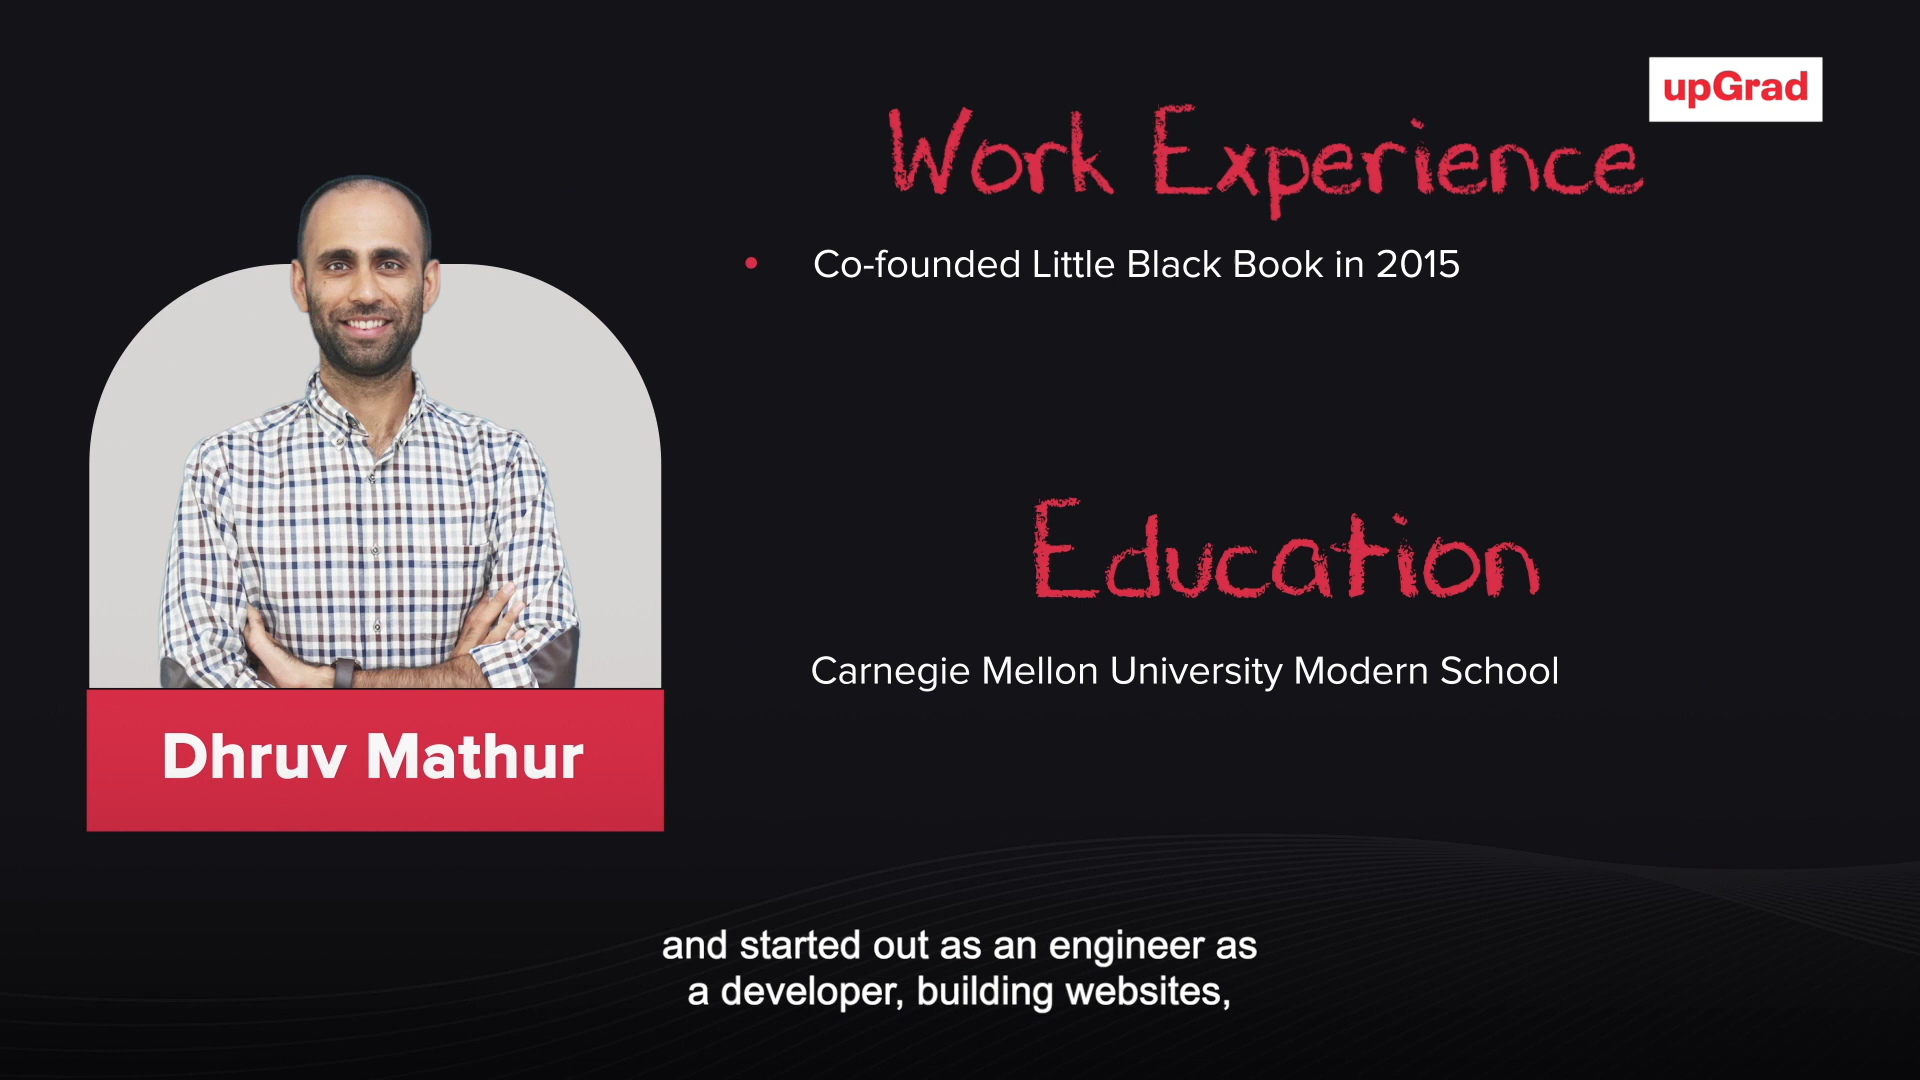 upGrad
Work Experience
Co-founded Little Black Book in 2015
Education
Carnegie Mellon University Modern School
Dhruv Mathur
and started out as an engineer as
a developer, building websites,